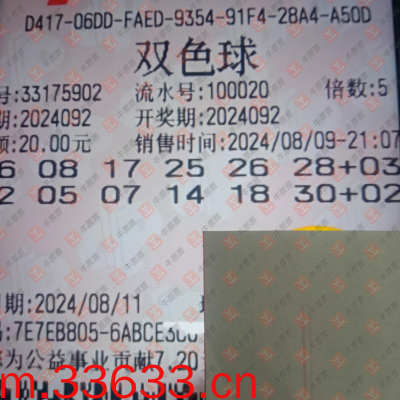 D417-06DD-FAED-9354-91F4-28A4-A50D
双色球
号:33175902 流水号:100020 倍数:5
期:2024092 开奖期:2024092
额:20.00元 销售时间:2024/08/09-21:07
6 08 17 25 26 28+03
2 05 07 14 18 30+02
期:2024/08/11
:7E7EB805-6ABCE3
为公益事业贡献7.20
m.33633.cn